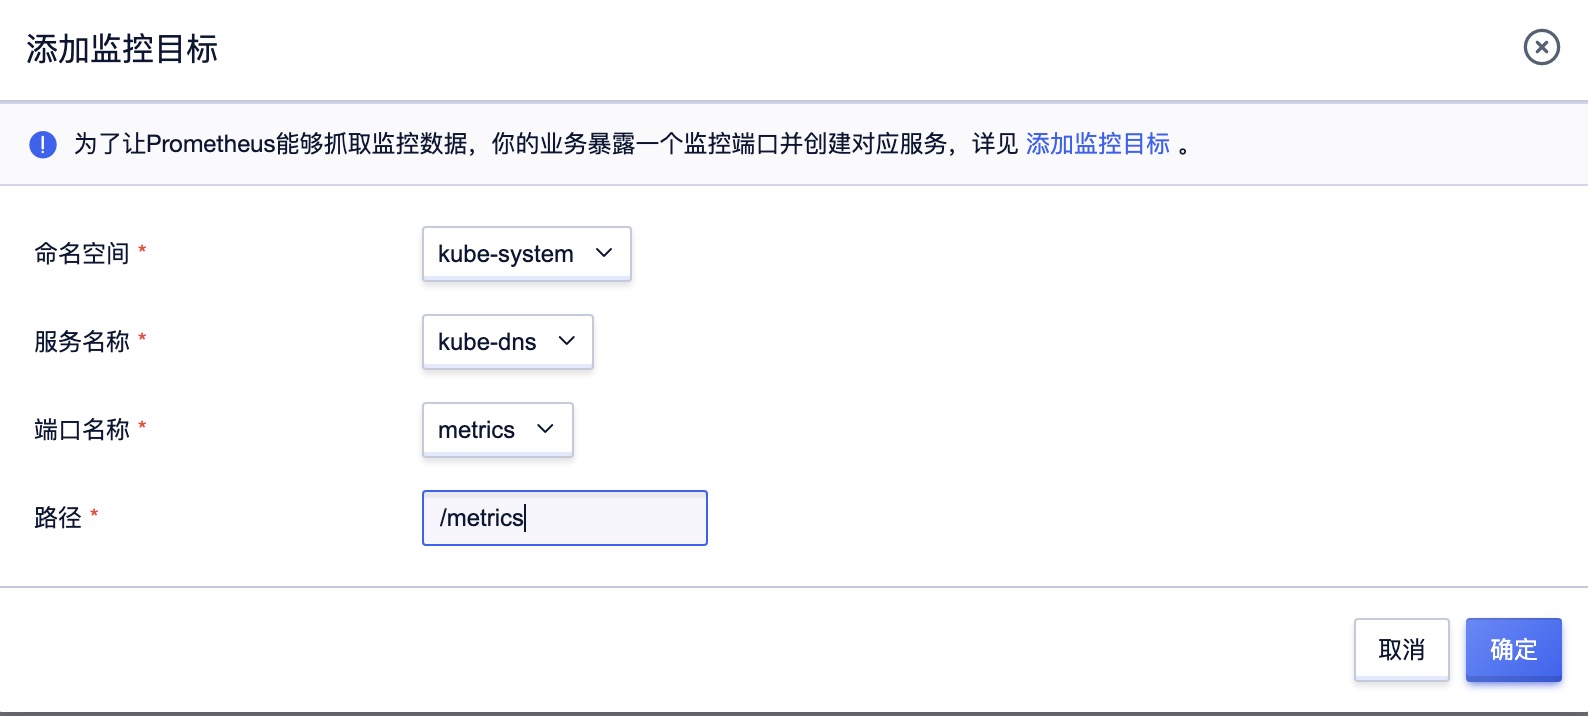 添加监控目标
为了让Prometheus能够抓取监控数据，你的业务暴露一个监控端口并创建对应服务，详见 添加监控目标 。
命名空间 * kube-system
服务名称 * kube-dns
端口名称 * metrics
路径 * /metrics
取消 确定